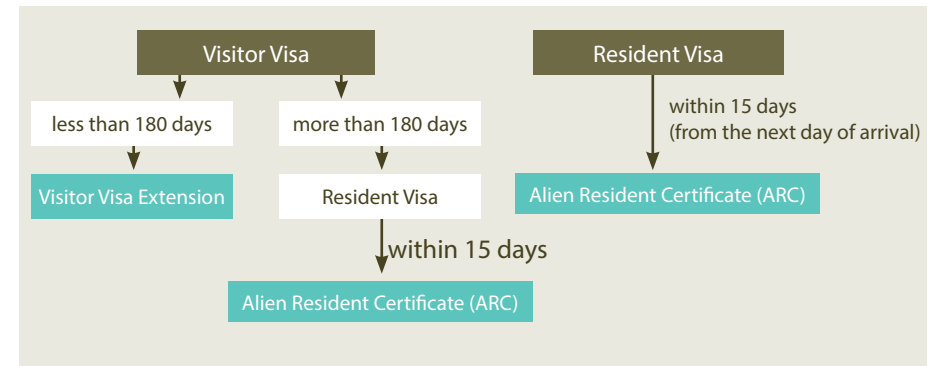 Visitor Visa
Resident Visa
less than 180 days
more than 180 days
within 15 days
(from the next day of arrival)
Visitor Visa Extension
Resident Visa
Alien Resident Certificate (ARC)
within 15 days
Alien Resident Certificate (ARC)